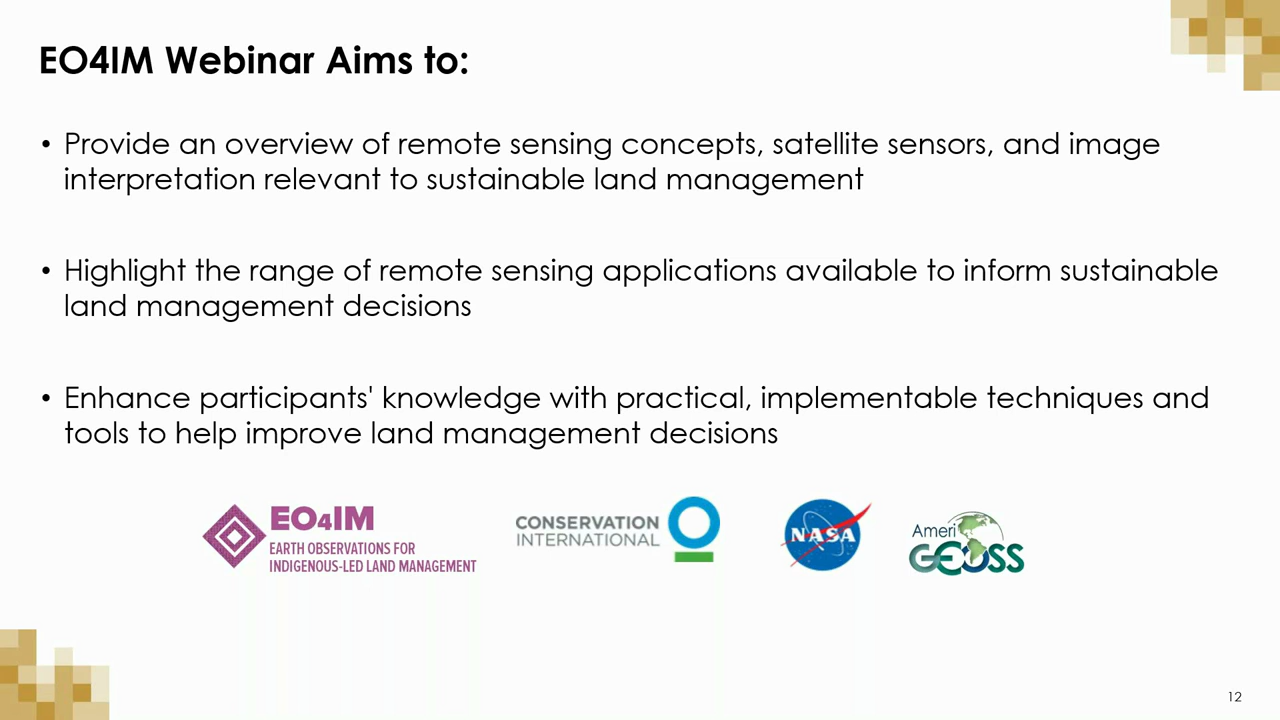 EO4IM Webinar Aims to:
• Provide an overview of remote sensing concepts, satellite sensors, and image
interpretation relevant to sustainable land management
• Highlight the range of remote sensing applications available to inform sustainable
land management decisions
• Enhance participants' knowledge with practical, implementable techniques and
tools to help improve land management decisions
EO4IM
EARTH OBSERVATIONS FOR
INDIGENOUS-LED LAND MANAGEMENT
CONSERVATION
INTERNATIONAL
NASA
Ameri
GEOSS
12